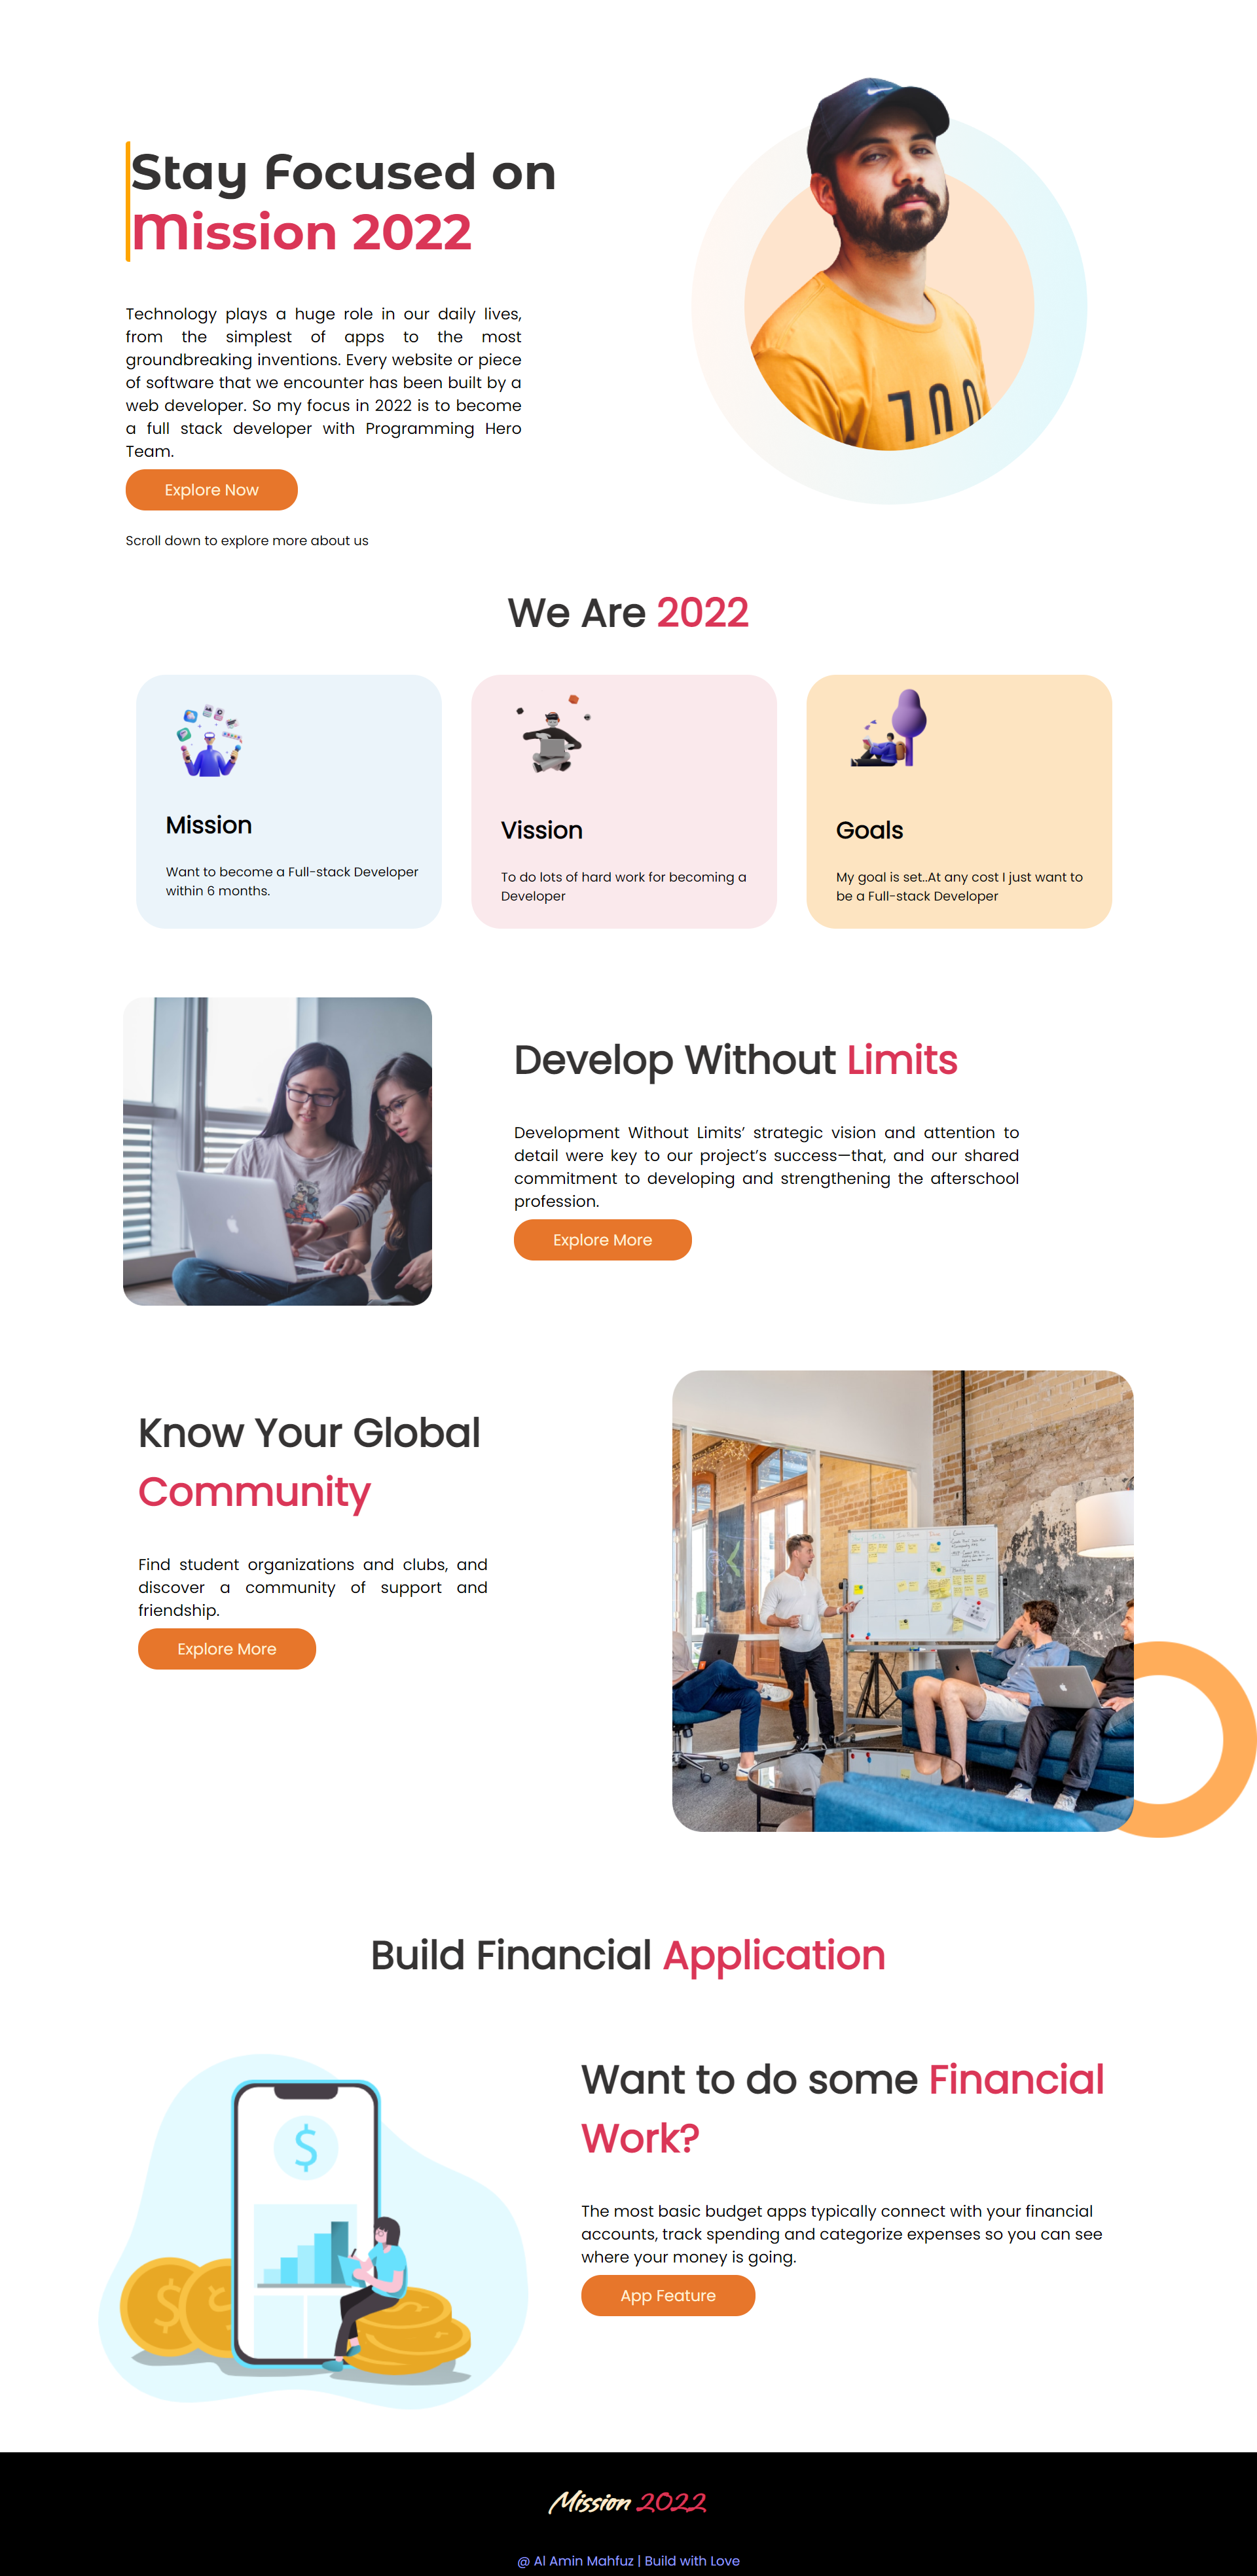 Stay Focused on
Mission 2022
Technology plays a huge role in our daily lives,
from the simplest of apps to the most
groundbreaking inventions. Every website or piece
of software that we encounter has been built by a
web developer. So my focus in 2022 is to become
a full stack developer with Programming Hero
Team.
Explore Now
Scroll down to explore more about us
We Are 2022
Mission
Want to become a Full-stack Developer
within 6 months.
Vission
To do lots of hard work for becoming a
Developer
Goals
My goal is set..At any cost I just want to
be a Full-stack Developer
Develop Without Limits
Development Without Limits’ strategic vision and attention to
detail were key to our project’s success—that, and our shared
commitment to developing and strengthening the afterschool
profession.
Explore More
Know Your Global
Community
Find student organizations and clubs, and
discover a community of support and
friendship.
Explore More
Build Financial Application
Want to do some Financial
Work?
The most basic budget apps typically connect with your financial
accounts, track spending and categorize expenses so you can see
where your money is going.
App Feature
Mission 2022
@ Al Amin Mahfuz | Build with Love